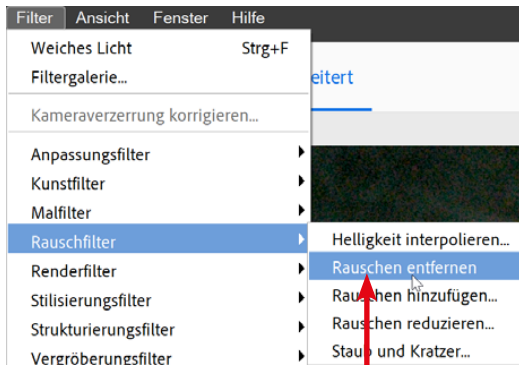 Filter Ansicht Fenster Hilfe
Weiches Licht Strg+F
Filtergalerie...
eitert
Kameraverzerrung korrigieren...
Anpassungsfilter
Kunstfilter
Malfilter
Rauschfilter
Helligkeit interpolieren...
Renderfilter
Rauschen entfernen
Stilisierungsfilter
Rauschen hinzufügen...
Strukturierungsfilter
Rauschen reduzieren...
Vergröberungsfilter
Staub und Kratzer...